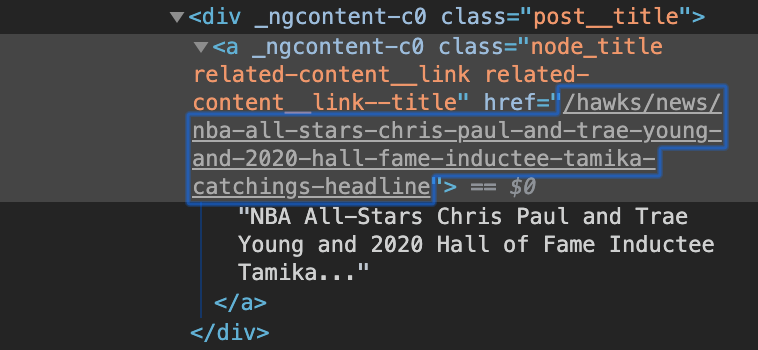 ▼<div _ngcontent-c0 class="post__title">
▼<a _ngcontent-c0 class="node_title
related-content__link related-
content__link--title" href="/hawks/news/
nba-all-stars-chris-paul-and-trae-young-
and-2020-hall-fame-inductee-tamika-
catchings-headline"> == $0
"NBA All-Stars Chris Paul and Trae
Young and 2020 Hall of Fame Inductee
Tamika..."
</a>
</div>